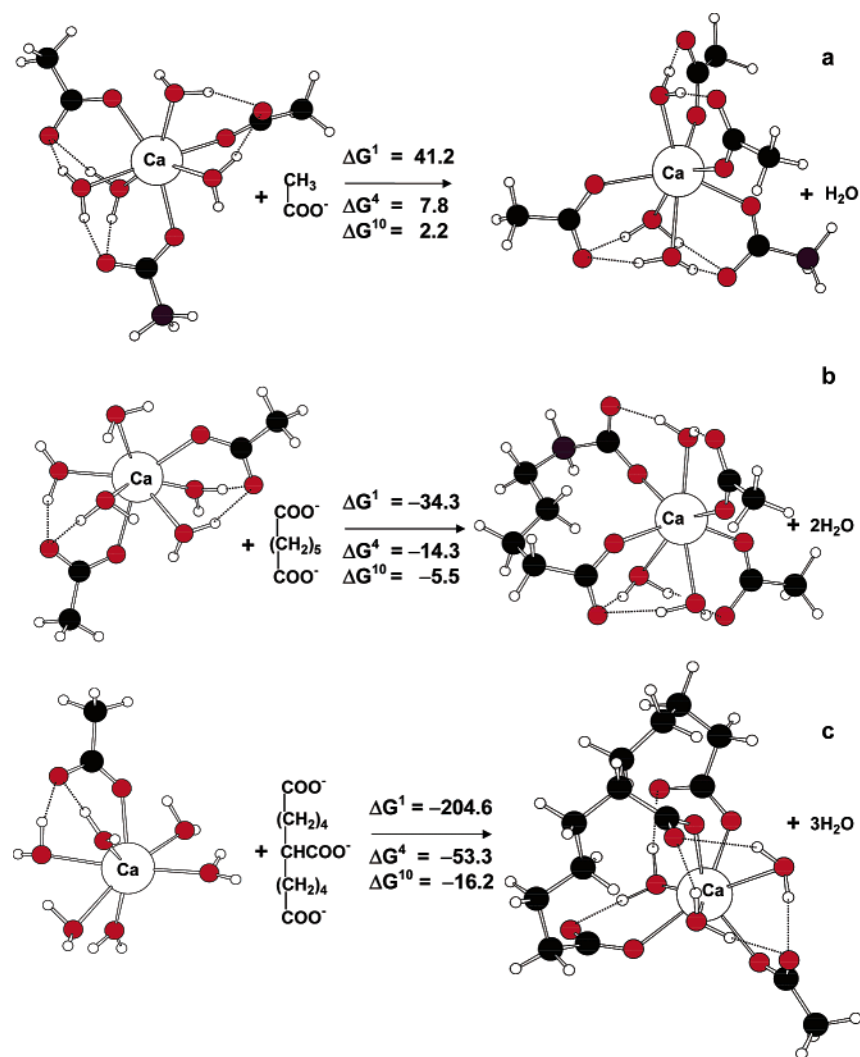 a
Ca
+
CH₃
COO⁻
ΔG¹ = 41.2
ΔG⁴ = 7.8
ΔG¹⁰ = 2.2
Ca
+ H₂O
b
Ca
+
COO⁻
(CH₂)₅
COO⁻
ΔG¹ = −34.3
ΔG⁴ = −14.3
ΔG¹⁰ = −5.5
Ca
+ 2H₂O
c
Ca
+
COO⁻
(CH₂)₄
CHCOO⁻
(CH₂)₄
COO⁻
ΔG¹ = −204.6
ΔG⁴ = −53.3
ΔG¹⁰ = −16.2
Ca
+ 3H₂O